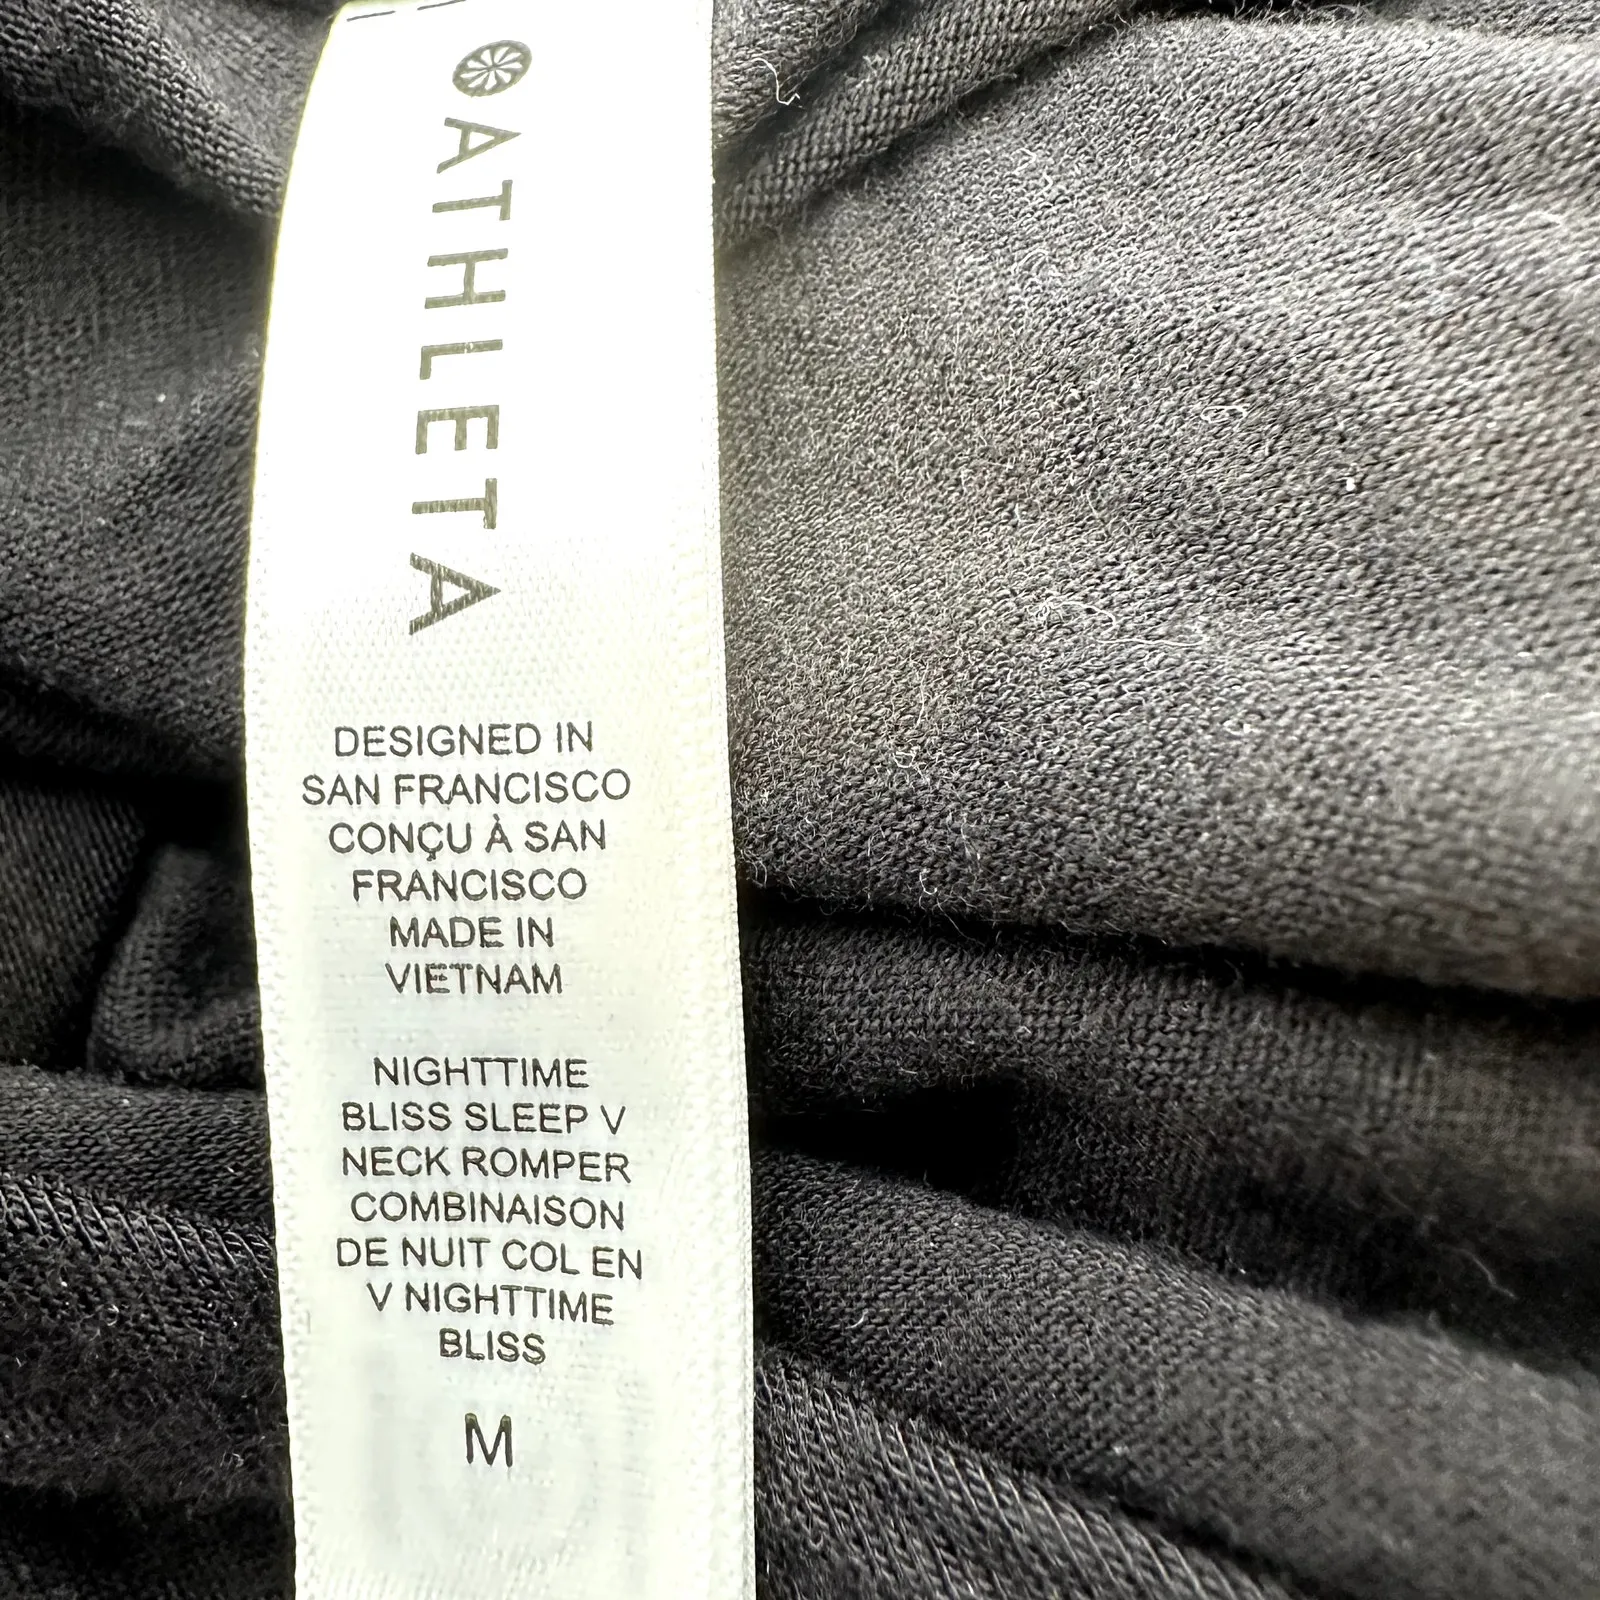 ATHLETA
DESIGNED IN
SAN FRANCISCO
CONÇU À SAN
FRANCISCO
MADE IN
VIETNAM
NIGHTTIME
BLISS SLEEP V
NECK ROMPER
COMBINAISON
DE NUIT COL EN
V NIGHTTIME
BLISS
M